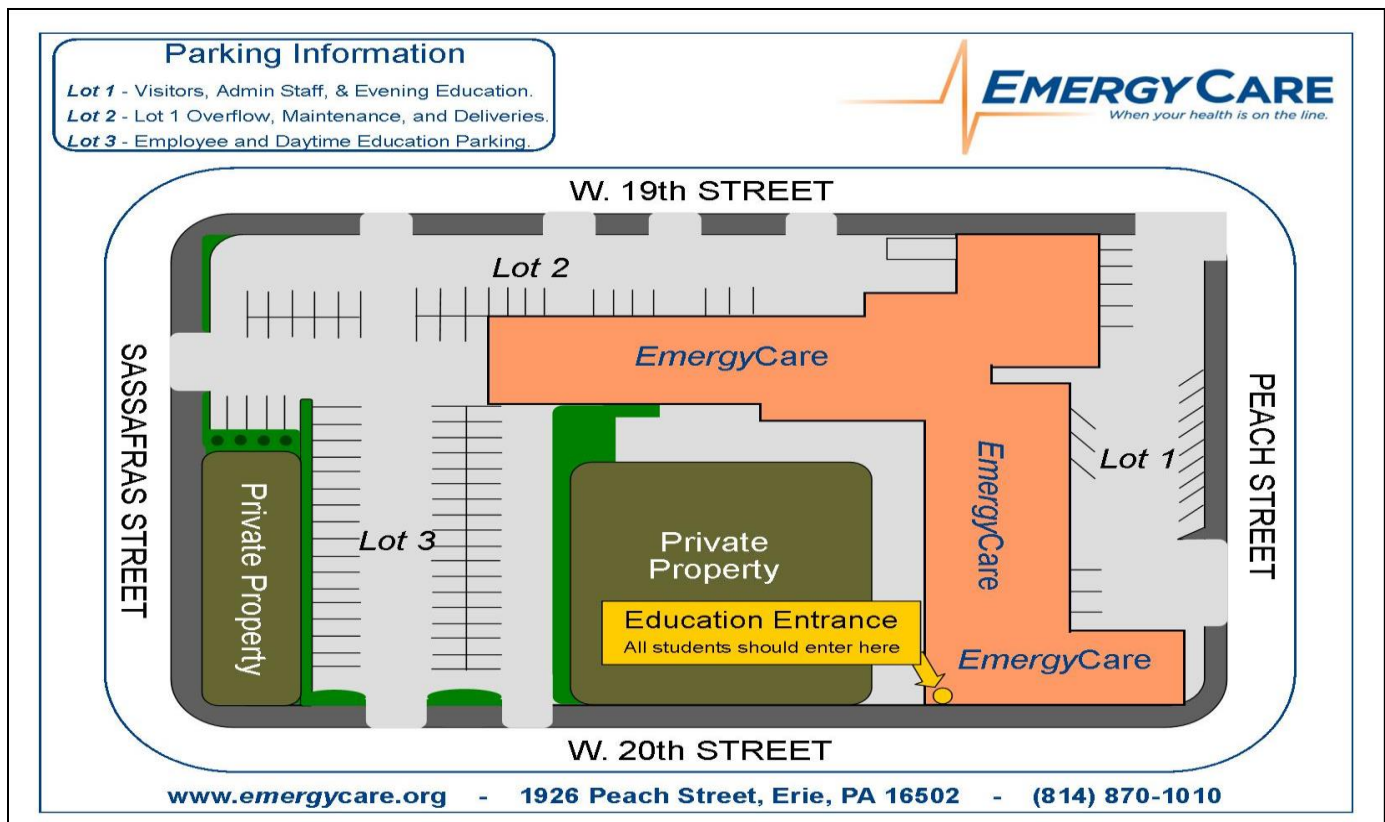 Parking Information
Lot 1 - Visitors, Admin Staff, & Evening Education.
Lot 2 - Lot 1 Overflow, Maintenance, and Deliveries.
Lot 3 - Employee and Daytime Education Parking.
EMERGYCARE
When your health is on the line.
W. 19th STREET
Lot 2
EmergyCare
SASSAFRAS STREET
PEACH STREET
Lot 1
EmergyCare
Private Property
Lot 3
Private
Property
Education Entrance
All students should enter here
EmergyCare
W. 20th STREET
www.emergycare.org - 1926 Peach Street, Erie, PA 16502 - (814) 870-1010